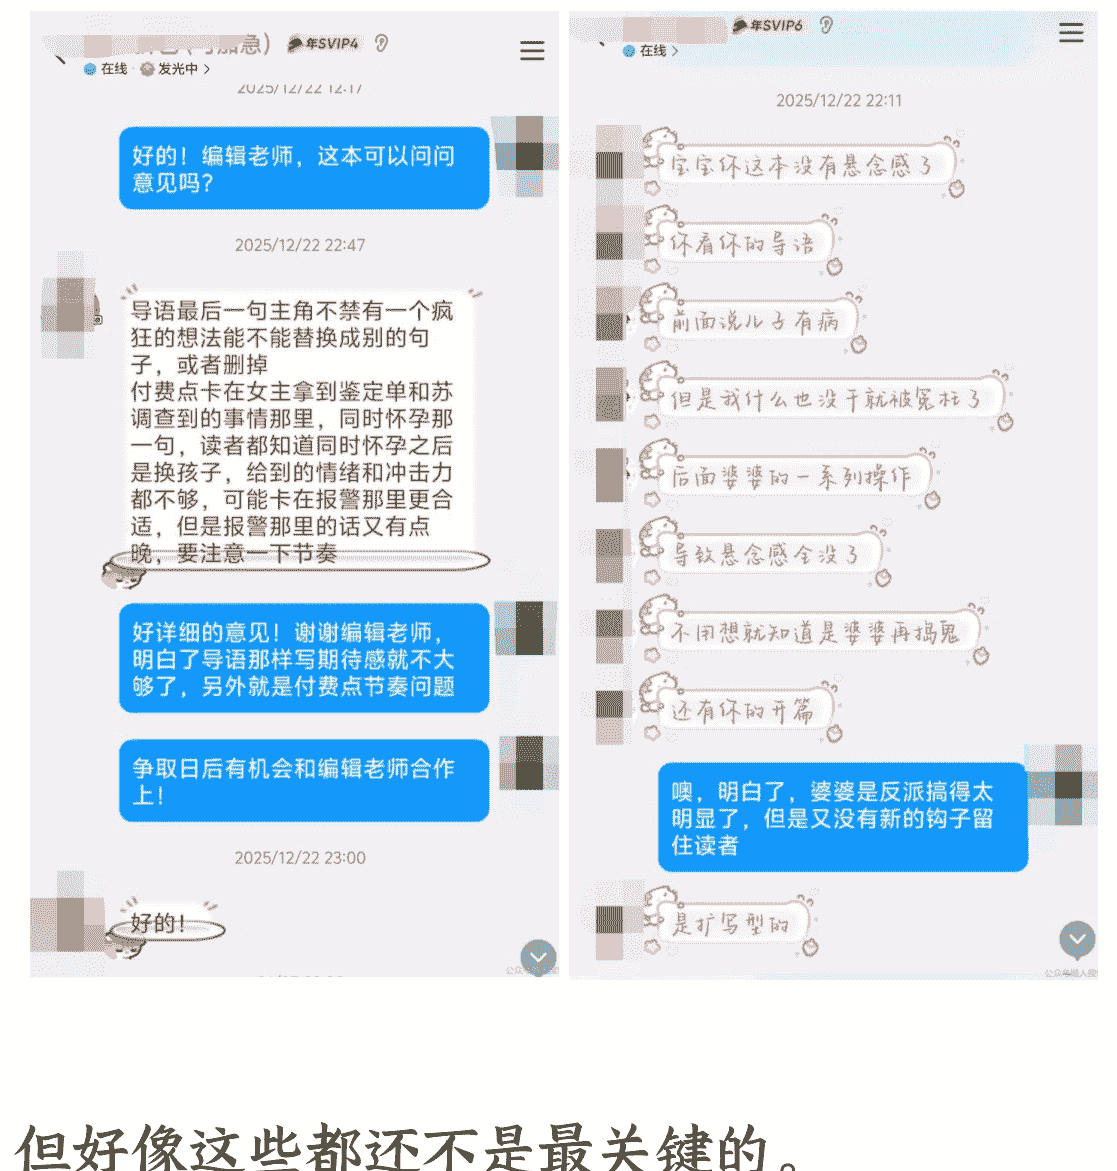 年SVIP4
在线 · 发光中 >
2025/12/22 12:17
好的！编辑老师，这本可以问问
意见吗？
2025/12/22 22:47
导语最后一句主角不禁有一个疯
狂的想法能不能替换成别的句
子，或者删掉
付费点卡在女主拿到鉴定单和苏
调查到的事情那里，同时怀孕那
一句，读者都知道同时怀孕之后
是换孩子，给到的情绪和冲击力
都不够，可能卡在报警那里更合
适，但是报警那里的话又有点
晚，要注意一下节奏
好详细的意见！谢谢编辑老师，
明白了导语那样写期待感就不大
够了，另外就是付费点节奏问题
争取日后有机会和编辑老师合作
上！
2025/12/22 23:00
好的！
年SVIP6
在线 >
2025/12/22 22:11
宝宝你这本没有悬念感了
你看你的导语
前面说儿子有病
但是我什么也没干就被冤枉了
后面婆婆的一系列操作
导致悬念感全没了
不用想就知道是婆婆再捣鬼
还有你的开篇
噢，明白了，婆婆是反派搞得太
明显了，但是又没有新的钩子留
住读者
是扩写型的
但好像这些都还不是最关键的。